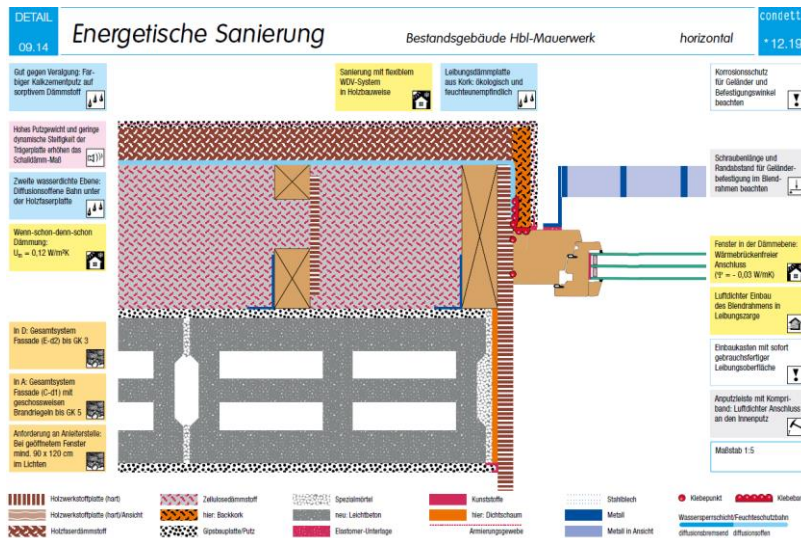 DETAIL
09.14
Energetische Sanierung
Bestandsgebäude Hbl-Mauerwerk
horizontal
condetti
*12.19
Gut gegen Veralgung: Far-
biger Kalkzementputz auf
sorptivem Dämmstoff
Hohes Putzgewicht und geringe
dynamische Steifigkeit der
Trägerplatte erhöhen das
Schalldämm-Maß
Zweite wasserdichte Ebene:
Diffusionsoffene Bahn unter
der Holzfaserplatte
Wenn-schon-denn-schon
Dämmung:
= 0,12 W/m²K
In D: Gesamtsystem
Fassade (E-d2) bis GK 3
In A: Gesamtsystem
Fassade (C-d1) mit
geschossweisen
Brandriegeln bis GK 5
Anforderung an Anleiterstelle:
Bei geöffnetem Fenster
mind. 90 x 120 cm
im Lichten
Sanierung mit flexiblem
WDV-System
in Holzbauweise
Leibungsdämmplatte
aus Kork: ökologisch und
feuchteunempfindlich
Korrosionsschutz
für Geländer und
Befestigungswinkel
beachten
Schraubenlänge und
Randabstand für Geländer-
befestigung im Blend-
rahmen beachten
Fenster in der Dämmebene:
Wärmebrückenfreier
Anschluss
(Ψ = - 0,03 W/mK)
Luftdichter Einbau
des Blendrahmens in
Leibungszarge
Einbaukasten mit sofort
gebrauchsfertiger
Leibungsoberfläche
Anputzleiste mit Kompri-
band: Luftdichter Anschluss
an den Innenputz
Maßstab 1:5
Holzwerkstoffplatte (hart)
Holzwerkstoffplatte (hart)/Ansicht
Holzfaserdämmstoff
Zellulosedämmstoff
hier: Backkork
Gipsbauplatte/Putz
Spezialmörtel
neu: Leichtbeton
Elastomer-Unterlage
Kunststoffe
hier: Dichtschaum
Armierungsgewebe
Stahlblech
Metall
Metall in Ansicht
Klebepunkt
Wassersperrschicht/Feuchteschutzbahn
diffusionsbremsend
diffusionsoffen